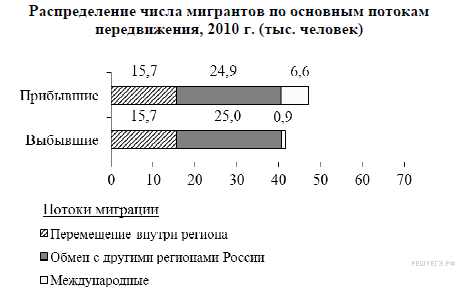 Распределение числа мигрантов по основным потокам
передвижения, 2010 г. (тыс. человек)
15,7 24,9 6,6
Прибывшие
15,7 25,0 0,9
Выбывшие
0 10 20 30 40 50 60 70
Потоки миграции
Перемещение внутри региона
Обмен с другими регионами России
Международные
РЕШУЕГЭ.РФ